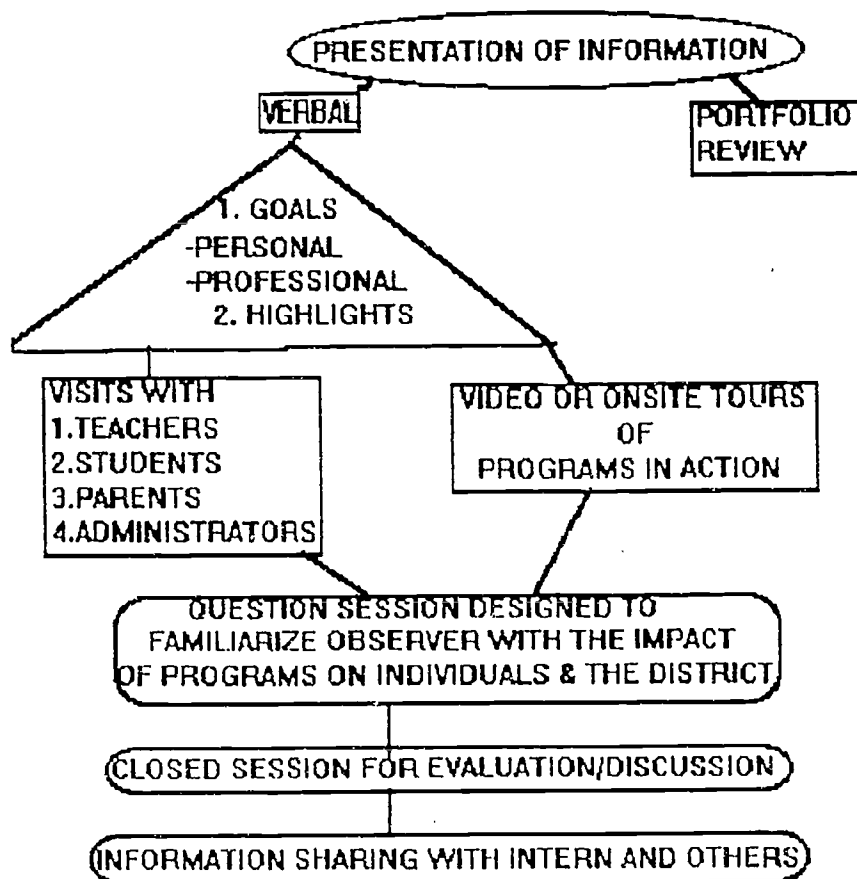 PRESENTATION OF INFORMATION
VERBAL
PORTFOLIO
REVIEW
1. GOALS
-PERSONAL
-PROFESSIONAL
2. HIGHLIGHTS
VISITS WITH
1.TEACHERS
2.STUDENTS
3.PARENTS
4.ADMINISTRATORS
VIDEO OR ONSITE TOURS
OF
PROGRAMS IN ACTION
QUESTION SESSION DESIGNED TO
FAMILIARIZE OBSERVER WITH THE IMPACT
OF PROGRAMS ON INDIVIDUALS & THE DISTRICT
CLOSED SESSION FOR EVALUATION/DISCUSSION
INFORMATION SHARING WITH INTERN AND OTHERS